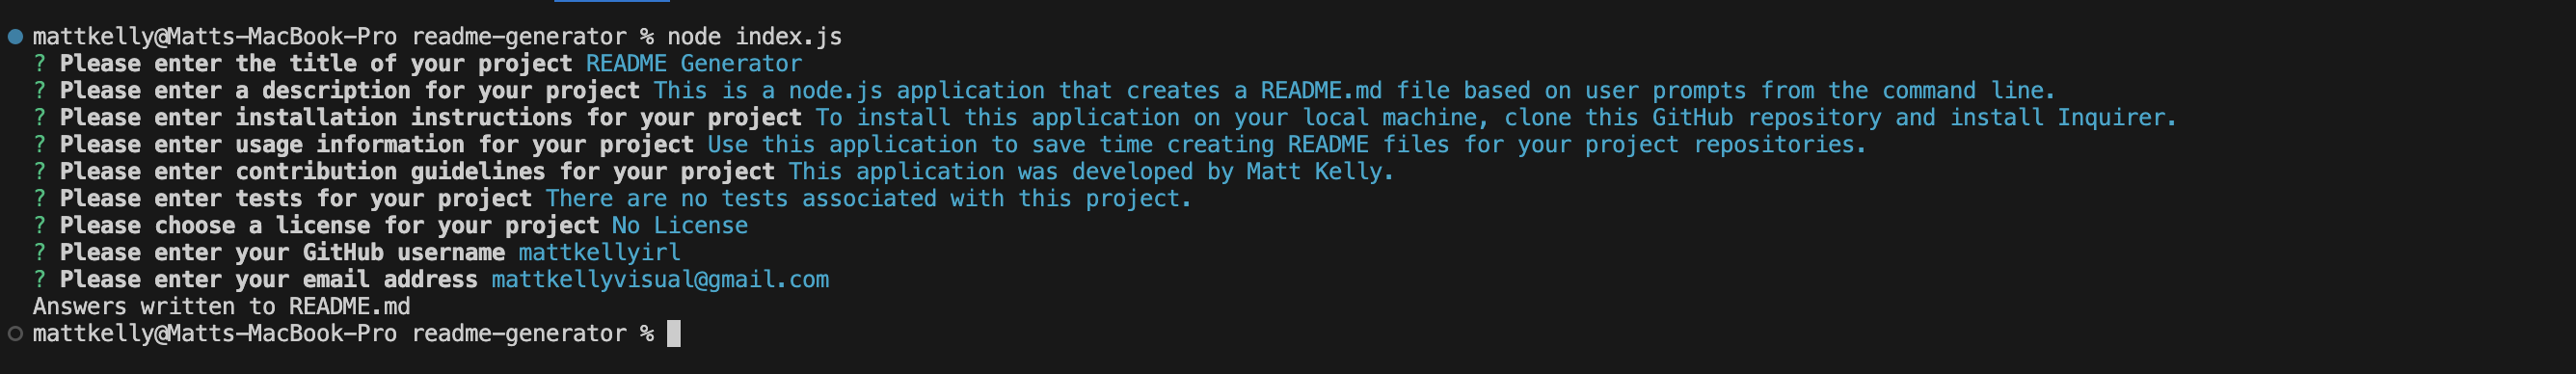 mattkelly@Matts-MacBook-Pro readme-generator % node index.js
? Please enter the title of your project README Generator
? Please enter a description for your project This is a node.js application that creates a README.md file based on user prompts from the command line.
? Please enter installation instructions for your project To install this application on your local machine, clone this GitHub repository and install Inquirer.
? Please enter usage information for your project Use this application to save time creating README files for your project repositories.
? Please enter contribution guidelines for your project This application was developed by Matt Kelly.
? Please enter tests for your project There are no tests associated with this project.
? Please choose a license for your project No License
? Please enter your GitHub username mattkellyirl
? Please enter your email address mattkellyvisual@gmail.com
Answers written to README.md
mattkelly@Matts-MacBook-Pro readme-generator %